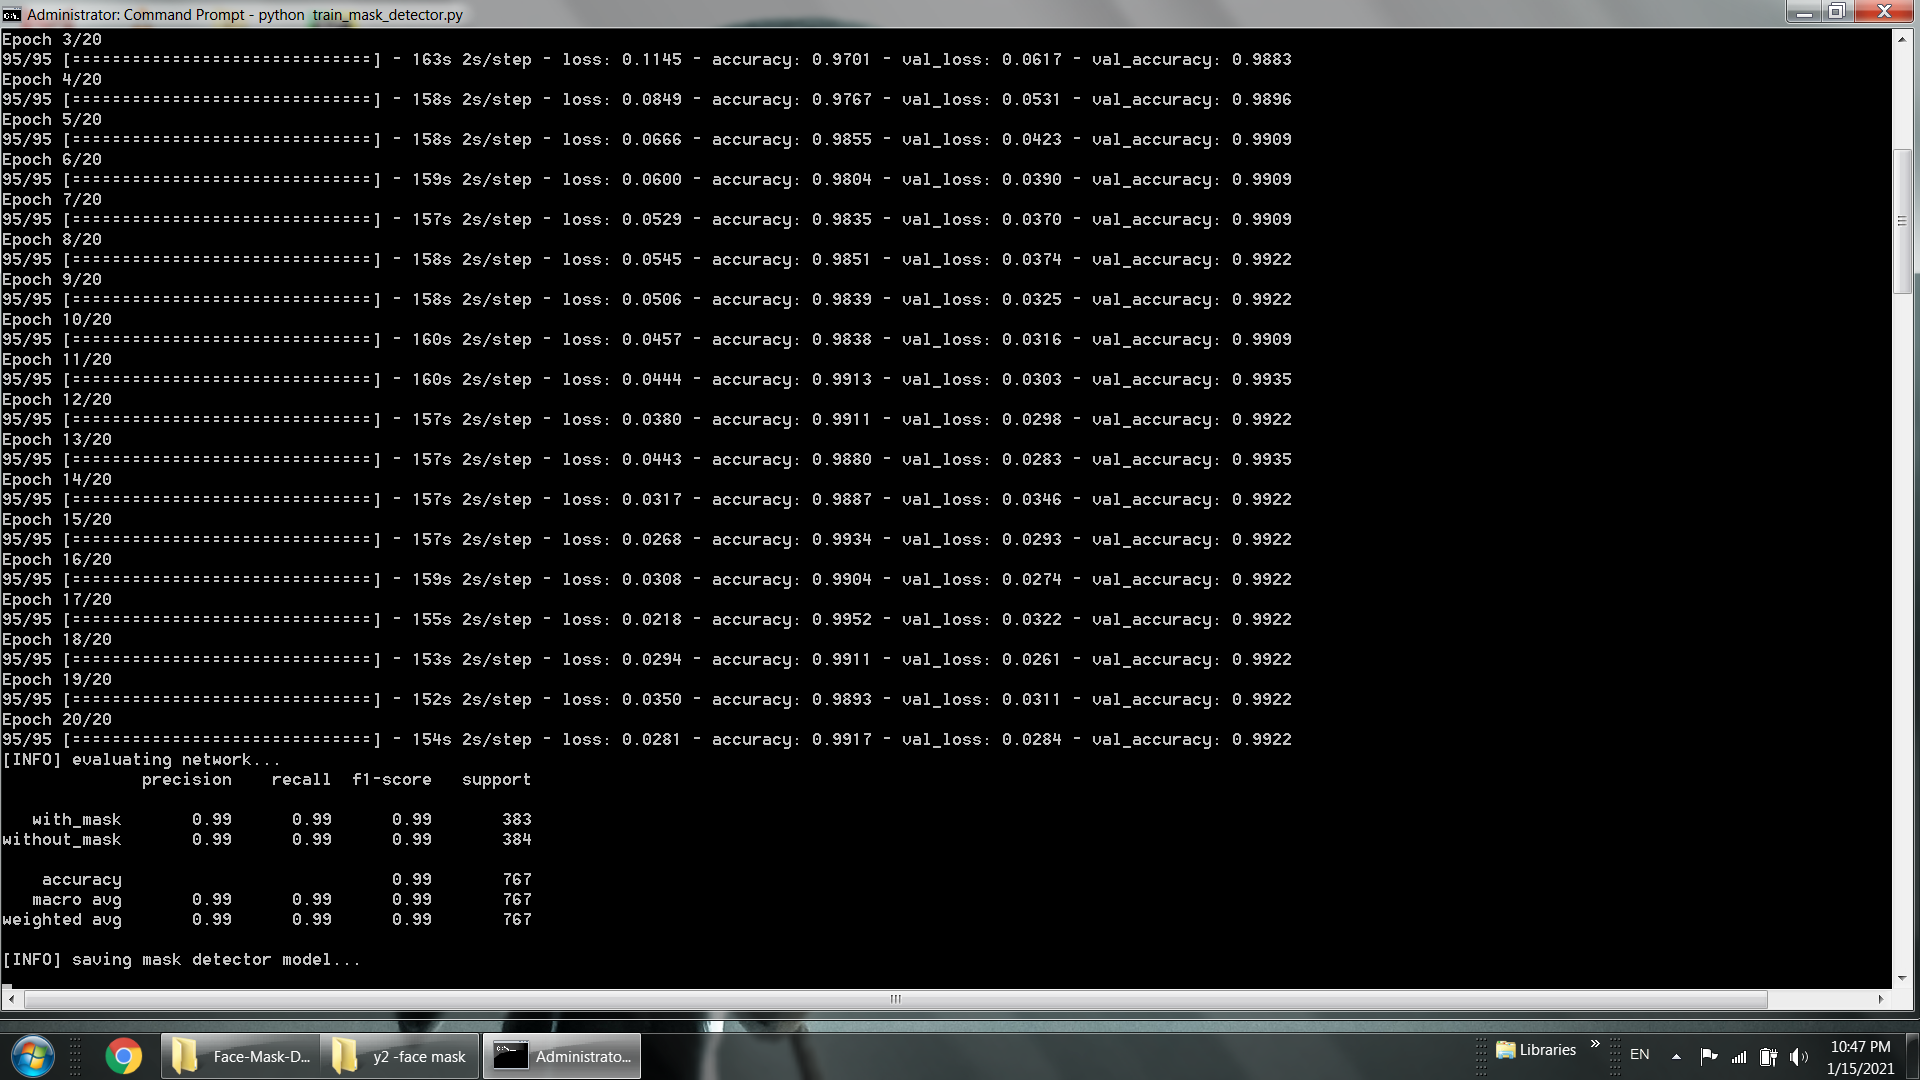 Administrator: Command Prompt - python  train_mask_detector.py
Epoch 3/20
95/95 [==============================] - 163s 2s/step - loss: 0.1145 - accuracy: 0.9701 - val_loss: 0.0617 - val_accuracy: 0.9883
Epoch 4/20
95/95 [==============================] - 158s 2s/step - loss: 0.0849 - accuracy: 0.9767 - val_loss: 0.0531 - val_accuracy: 0.9896
Epoch 5/20
95/95 [==============================] - 158s 2s/step - loss: 0.0666 - accuracy: 0.9855 - val_loss: 0.0423 - val_accuracy: 0.9909
Epoch 6/20
95/95 [==============================] - 159s 2s/step - loss: 0.0600 - accuracy: 0.9804 - val_loss: 0.0390 - val_accuracy: 0.9909
Epoch 7/20
95/95 [==============================] - 157s 2s/step - loss: 0.0529 - accuracy: 0.9835 - val_loss: 0.0370 - val_accuracy: 0.9909
Epoch 8/20
95/95 [==============================] - 158s 2s/step - loss: 0.0545 - accuracy: 0.9851 - val_loss: 0.0374 - val_accuracy: 0.9922
Epoch 9/20
95/95 [==============================] - 158s 2s/step - loss: 0.0506 - accuracy: 0.9839 - val_loss: 0.0325 - val_accuracy: 0.9922
Epoch 10/20
95/95 [==============================] - 160s 2s/step - loss: 0.0457 - accuracy: 0.9838 - val_loss: 0.0316 - val_accuracy: 0.9909
Epoch 11/20
95/95 [==============================] - 160s 2s/step - loss: 0.0444 - accuracy: 0.9913 - val_loss: 0.0303 - val_accuracy: 0.9935
Epoch 12/20
95/95 [==============================] - 157s 2s/step - loss: 0.0380 - accuracy: 0.9911 - val_loss: 0.0298 - val_accuracy: 0.9922
Epoch 13/20
95/95 [==============================] - 157s 2s/step - loss: 0.0443 - accuracy: 0.9880 - val_loss: 0.0283 - val_accuracy: 0.9935
Epoch 14/20
95/95 [==============================] - 157s 2s/step - loss: 0.0317 - accuracy: 0.9887 - val_loss: 0.0346 - val_accuracy: 0.9922
Epoch 15/20
95/95 [==============================] - 157s 2s/step - loss: 0.0268 - accuracy: 0.9934 - val_loss: 0.0293 - val_accuracy: 0.9922
Epoch 16/20
95/95 [==============================] - 159s 2s/step - loss: 0.0308 - accuracy: 0.9904 - val_loss: 0.0274 - val_accuracy: 0.9922
Epoch 17/20
95/95 [==============================] - 155s 2s/step - loss: 0.0218 - accuracy: 0.9952 - val_loss: 0.0322 - val_accuracy: 0.9922
Epoch 18/20
95/95 [==============================] - 153s 2s/step - loss: 0.0294 - accuracy: 0.9911 - val_loss: 0.0261 - val_accuracy: 0.9922
Epoch 19/20
95/95 [==============================] - 152s 2s/step - loss: 0.0350 - accuracy: 0.9893 - val_loss: 0.0311 - val_accuracy: 0.9922
Epoch 20/20
95/95 [==============================] - 154s 2s/step - loss: 0.0281 - accuracy: 0.9917 - val_loss: 0.0284 - val_accuracy: 0.9922
[INFO] evaluating network...
precision recall f1-score support
with_mask 0.99 0.99 0.99 383
without_mask 0.99 0.99 0.99 384
accuracy 0.99 767
macro avg 0.99 0.99 0.99 767
weighted avg 0.99 0.99 0.99 767
[INFO] saving mask detector model...
Face-Mask-D... y2 -face mask Administrato... Libraries » EN 10:47 PM
1/15/2021